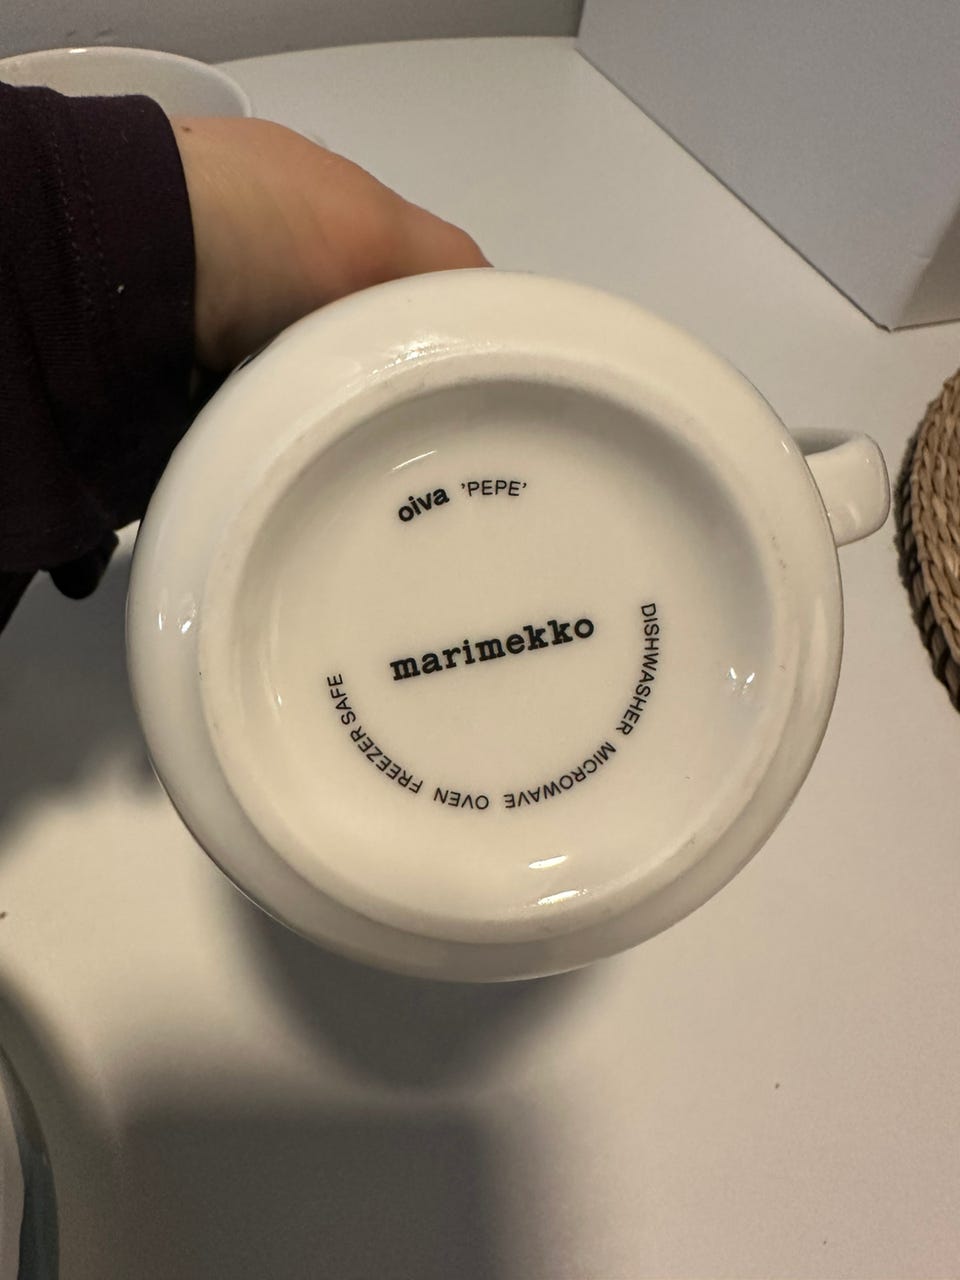 oiva 'PEPE'
marimekko
DISHWASHER MICROWAVE OVEN FREEZER SAFE